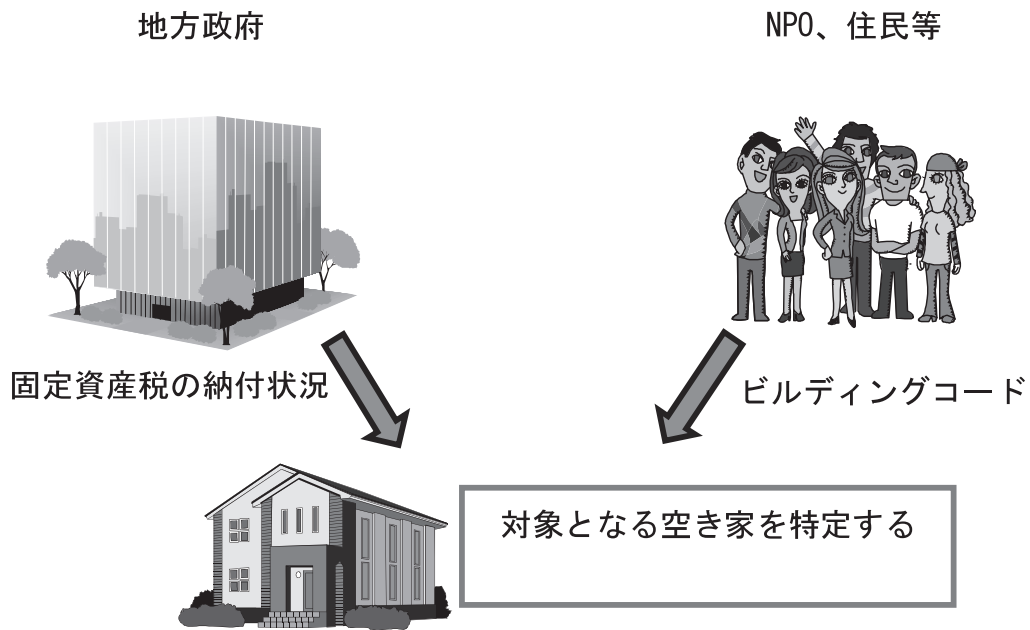 地方政府
NPO、住民等
固定資産税の納付状況
ビルディングコード
対象となる空き家を特定する